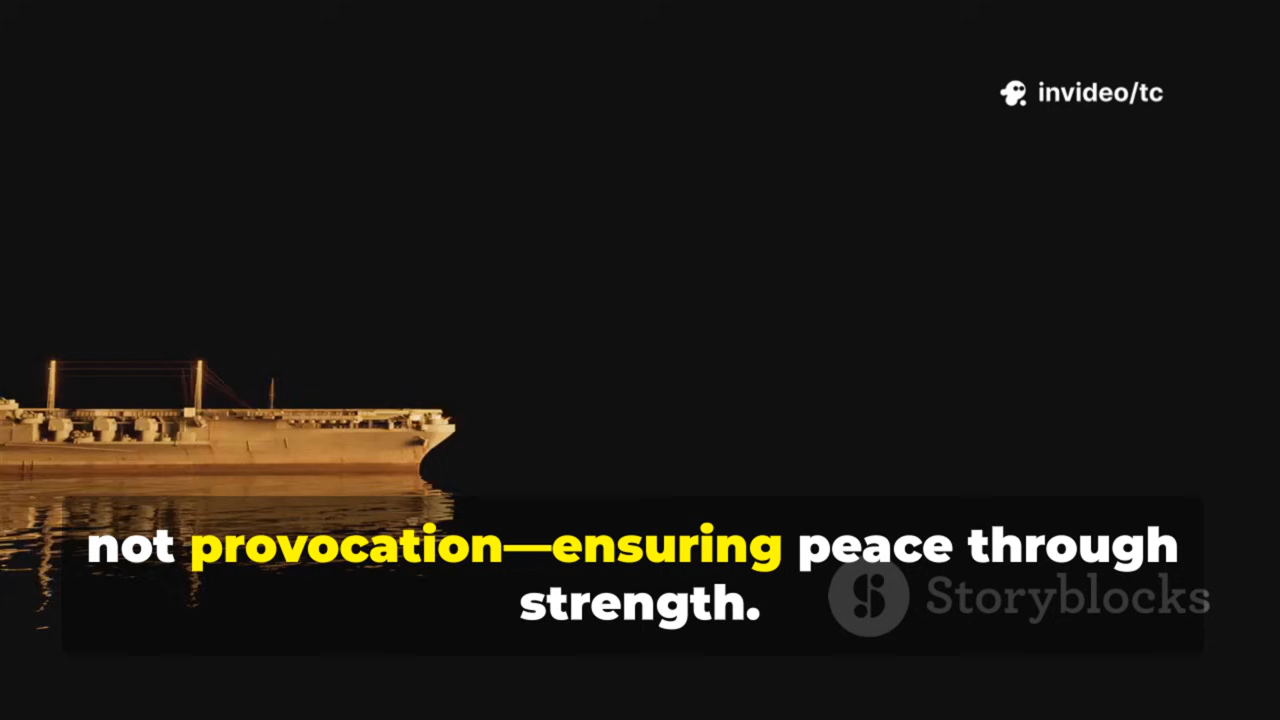 invideo/tc
not provocation—ensuring peace through
strength.
Storyblocks